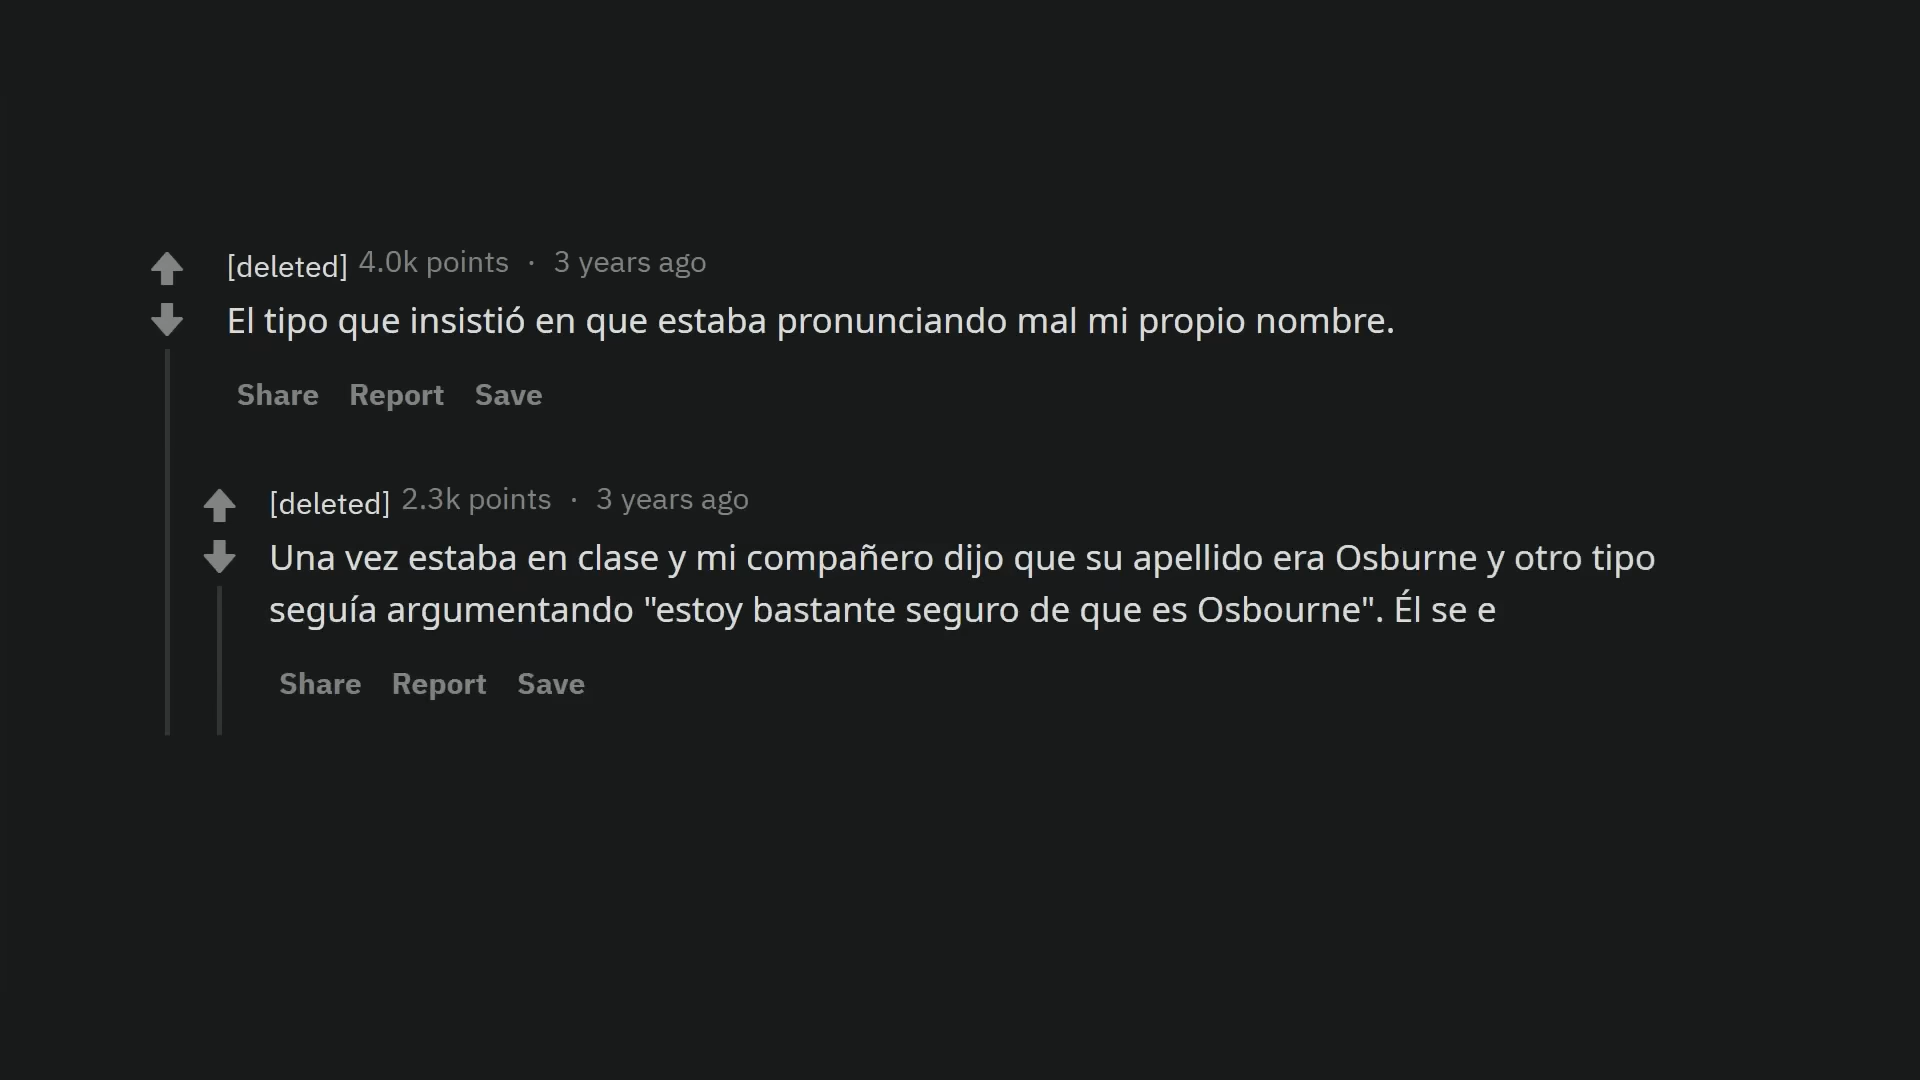 [deleted] 4.0k points · 3 years ago
El tipo que insistió en que estaba pronunciando mal mi propio nombre.
Share Report Save
[deleted] 2.3k points · 3 years ago
Una vez estaba en clase y mi compañero dijo que su apellido era Osburne y otro tipo
seguía argumentando "estoy bastante seguro de que es Osbourne". Él se e
Share Report Save